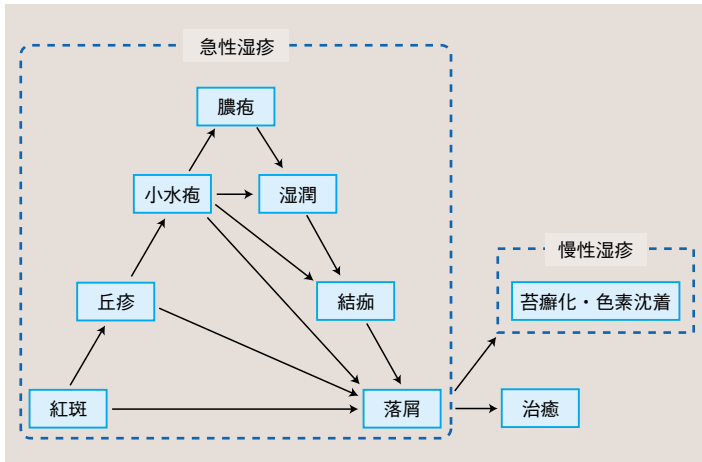 急性湿疹
膿疱
小水疱
湿潤
慢性湿疹
丘疹
結痂
苔癬化・色素沈着
紅斑
落屑
治癒